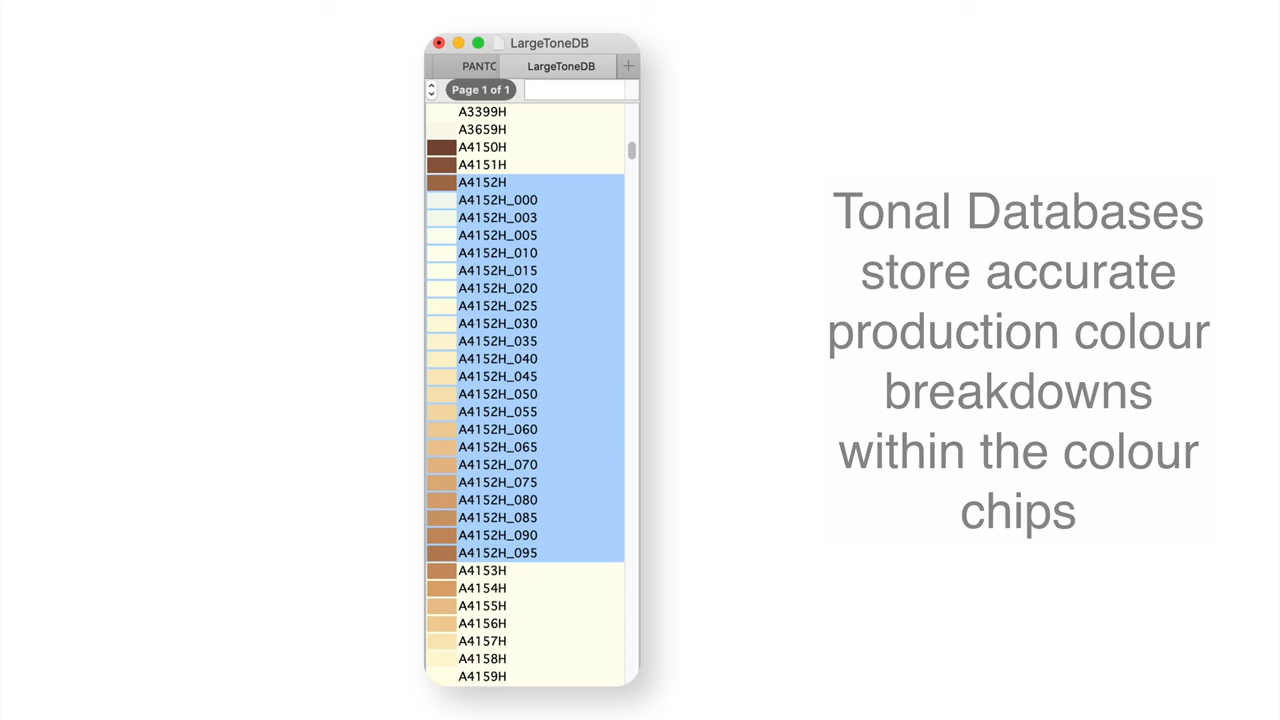 LargeToneDB
PANTC LargeToneDB
Page 1 of 1
A3399H
A3659H
A4150H
A4151H
A4152H
A4152H_000
A4152H_003
A4152H_005
A4152H_010
A4152H_015
A4152H_020
A4152H_025
A4152H_030
A4152H_035
A4152H_040
A4152H_045
A4152H_050
A4152H_055
A4152H_060
A4152H_065
A4152H_070
A4152H_075
A4152H_080
A4152H_085
A4152H_090
A4152H_095
A4153H
A4154H
A4155H
A4156H
A4157H
A4158H
A4159H
Tonal Databases
store accurate
production colour
breakdowns
within the colour
chips